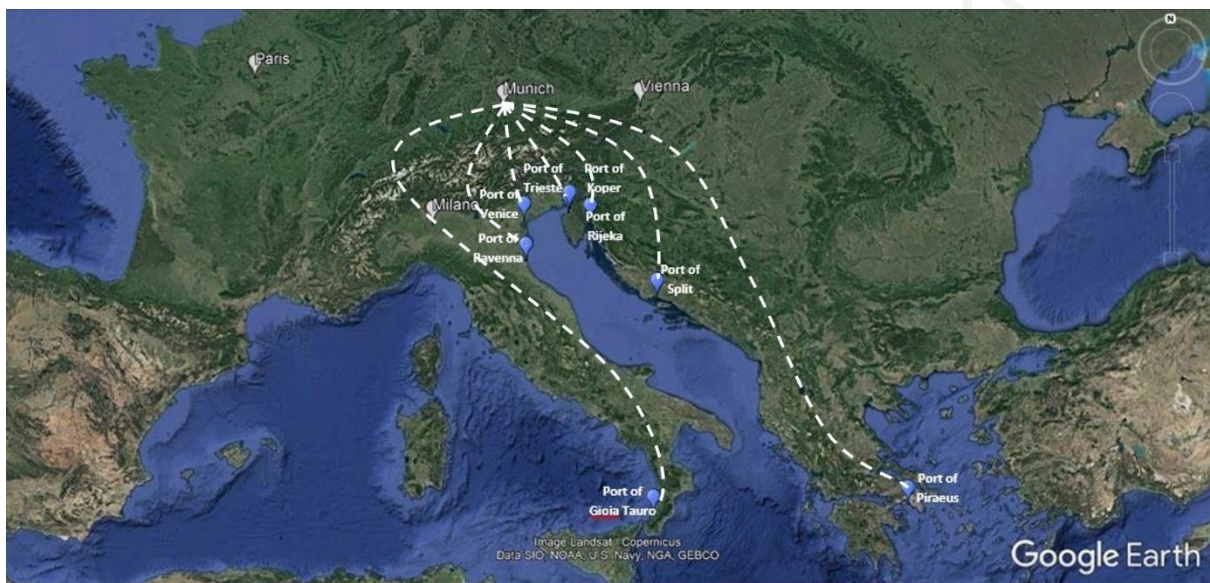 N
Paris
Munich
Vienna
Port of
Trieste
Port of
Koper
Milano
Port of
Venice
Port of
Rijeka
Port of
Ravenna
Port of
Split
Port of
Gioia Tauro
Port of
Piraeus
Image Landsat / Copernicus
Data SIO, NOAA, U.S. Navy, NGA, GEBCO
Google Earth